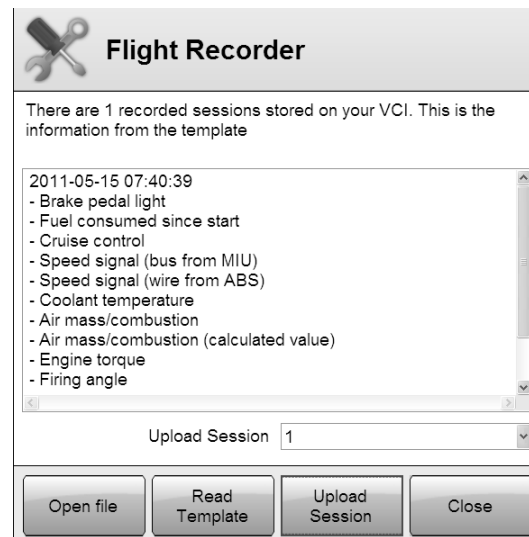 Flight Recorder
There are 1 recorded sessions stored on your VCI. This is the
information from the template
2011-05-15 07:40:39
- Brake pedal light
- Fuel consumed since start
- Cruise control
- Speed signal (bus from MIU)
- Speed signal (wire from ABS)
- Coolant temperature
- Air mass/combustion
- Air mass/combustion (calculated value)
- Engine torque
- Firing angle
Upload Session 1
Open file
Read
Template
Upload
Session
Close